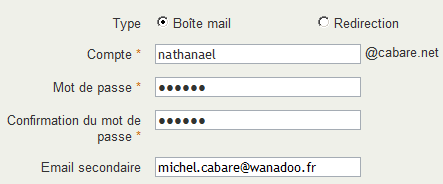 Type Boîte mail Redirection
Compte * nathanael @cabare.net
Mot de passe * ●●●●●●
Confirmation du mot de ●●●●●●
passe *
Email secondaire michel.cabare@wanadoo.fr